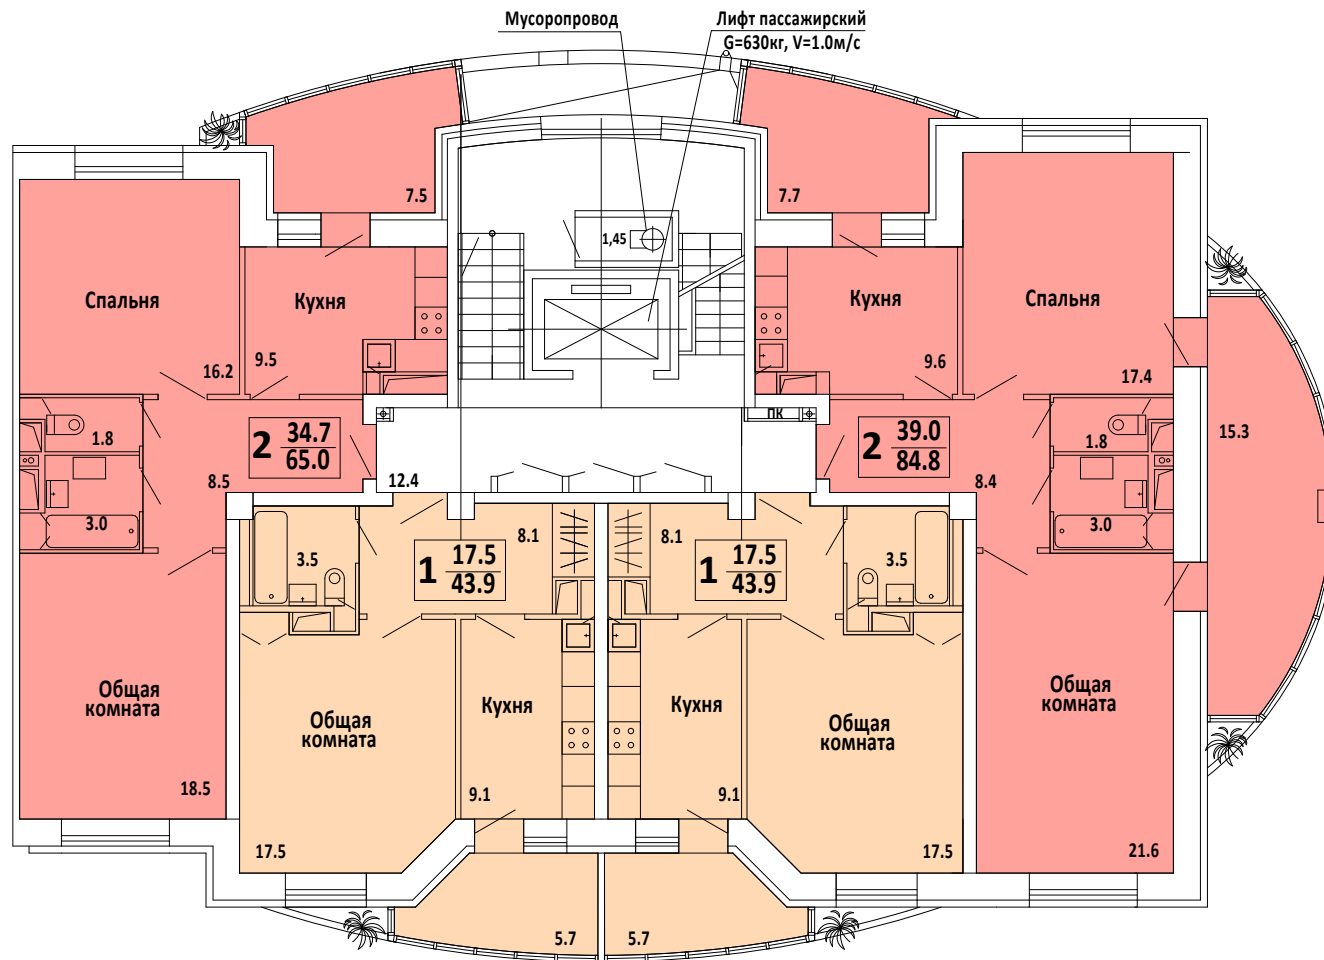 Мусоропровод
Лифт пассажирский
G=630кг, V=1.0м/с
7.5
7.7
1,45
Спальня
Кухня
Кухня
Спальня
16.2
9.5
9.6
17.4
1.8
2
34.7
65.0
ПК
2
39.0
84.8
1.8
15.3
8.5
12.4
8.4
3.0
3.0
3.5
1
17.5
43.9
8.1
8.1
1
17.5
43.9
3.5
Общая
комната
Общая
комната
Кухня
Кухня
Общая
комната
Общая
комната
18.5
9.1
9.1
17.5
17.5
21.6
5.7
5.7